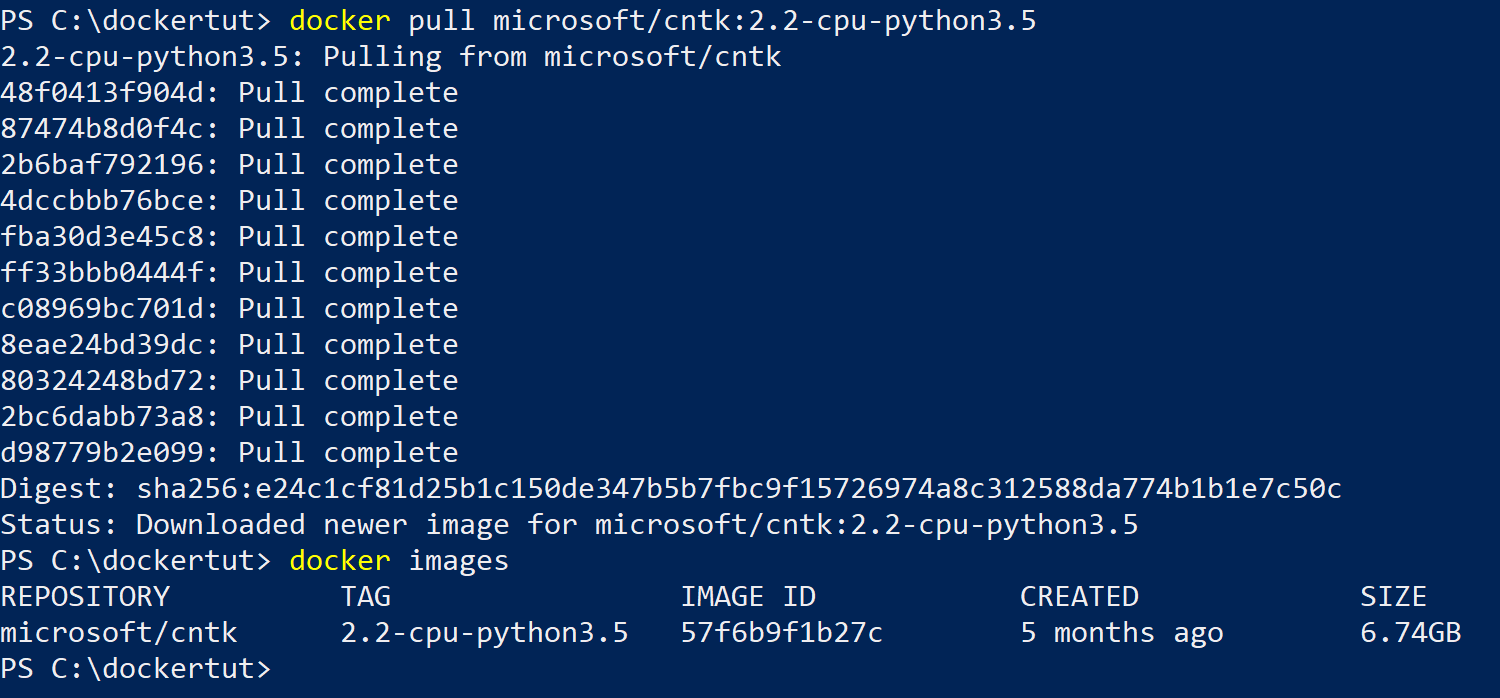 PS C:\dockertut> docker pull microsoft/cntk:2.2-cpu-python3.5
2.2-cpu-python3.5: Pulling from microsoft/cntk
48f0413f904d: Pull complete
87474b8d0f4c: Pull complete
2b6baf792196: Pull complete
4dccbbb76bce: Pull complete
fba30d3e45c8: Pull complete
ff33bbb0444f: Pull complete
c08969bc701d: Pull complete
8eae24bd39dc: Pull complete
80324248bd72: Pull complete
2bc6dabb73a8: Pull complete
d98779b2e099: Pull complete
Digest: sha256:e24c1cf81d25b1c150de347b5b7fbc9f15726974a8c312588da774b1b1e7c50c
Status: Downloaded newer image for microsoft/cntk:2.2-cpu-python3.5
PS C:\dockertut> docker images
REPOSITORY TAG IMAGE ID CREATED SIZE
microsoft/cntk 2.2-cpu-python3.5 57f6b9f1b27c 5 months ago 6.74GB
PS C:\dockertut>